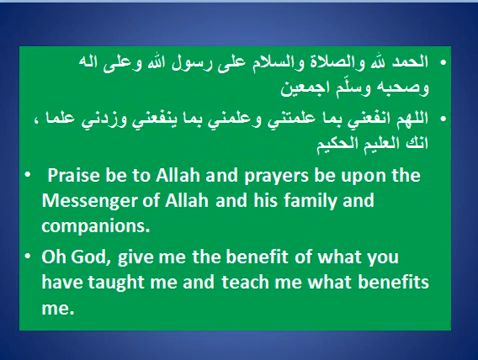 الحمد لله والصلاة والسلام على رسول الله وعلى اله
وصحبه وسلّم اجمعين
اللهم انفعني بما علمتني وعلمني بما ينفعني وزدني علما ،
انك العليم الحكيم
Praise be to Allah and prayers be upon the
Messenger of Allah and his family and
companions.
Oh God, give me the benefit of what you
have taught me and teach me what benefits
me.